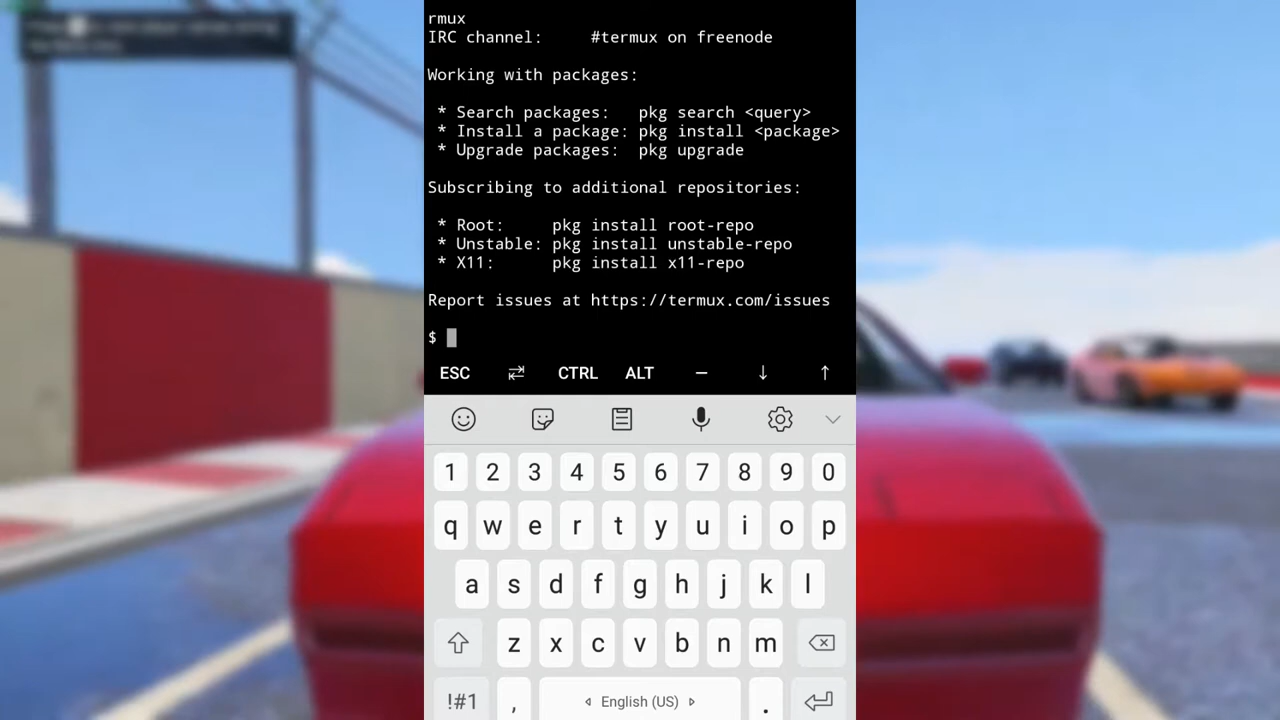 rmux
IRC channel:     #termux on freenode
Working with packages:
* Search packages:   pkg search <query>
* Install a package: pkg install <package>
* Upgrade packages:  pkg upgrade
Subscribing to additional repositories:
* Root:     pkg install root-repo
* Unstable: pkg install unstable-repo
* X11:      pkg install x11-repo
Report issues at https://termux.com/issues
$
ESC ⇄ CTRL ALT — ↓ ↑
1 2 3 4 5 6 7 8 9 0
q w e r t y u i o p
a s d f g h j k l
z x c v b n m
!#1 , English (US) .